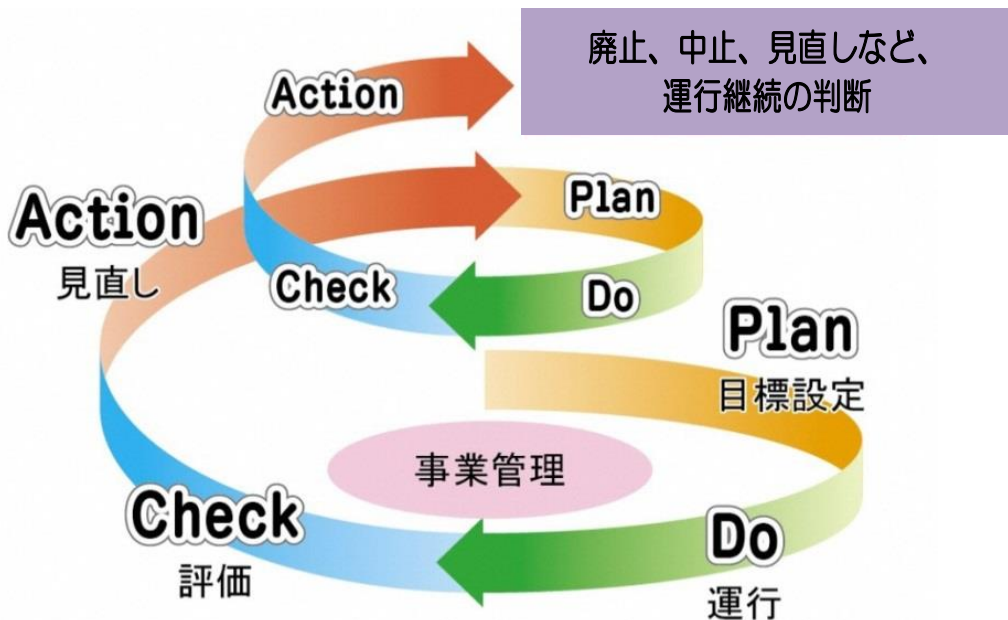 廃止、中止、見直しなど、
運行継続の判断
Action
Plan
Check
Do
Action
見直し
Plan
目標設定
事業管理
Check
評価
Do
運行